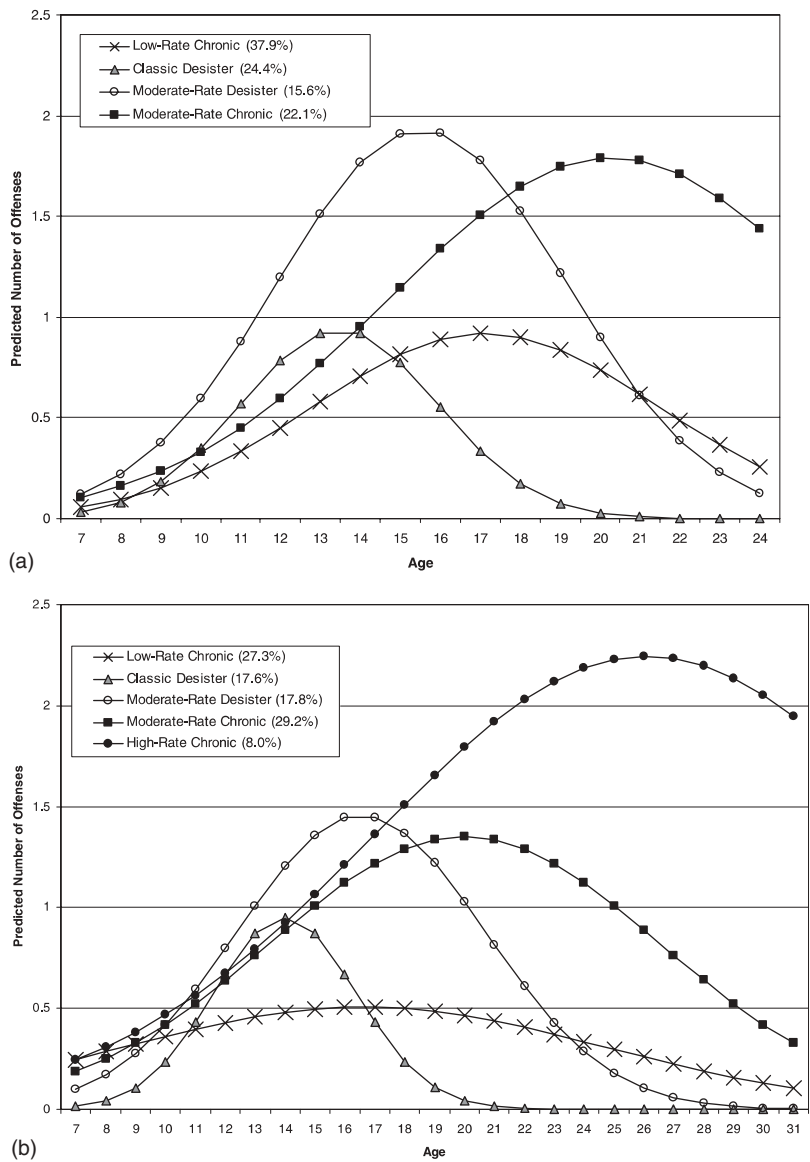 2.5
Low-Rate Chronic (37.9%)
Classic Desister (24.4%)
Moderate-Rate Desister (15.6%)
Moderate-Rate Chronic (22.1%)
2
1.5
1
0.5
0
Predicted Number of Offenses
7 8 9 10 11 12 13 14 15 16 17 18 19 20 21 22 23 24
Age
(a)
2.5
Low-Rate Chronic (27.3%)
Classic Desister (17.6%)
Moderate-Rate Desister (17.8%)
Moderate-Rate Chronic (29.2%)
High-Rate Chronic (8.0%)
2
1.5
1
0.5
0
Predicted Number of Offenses
7 8 9 10 11 12 13 14 15 16 17 18 19 20 21 22 23 24 25 26 27 28 29 30 31
Age
(b)